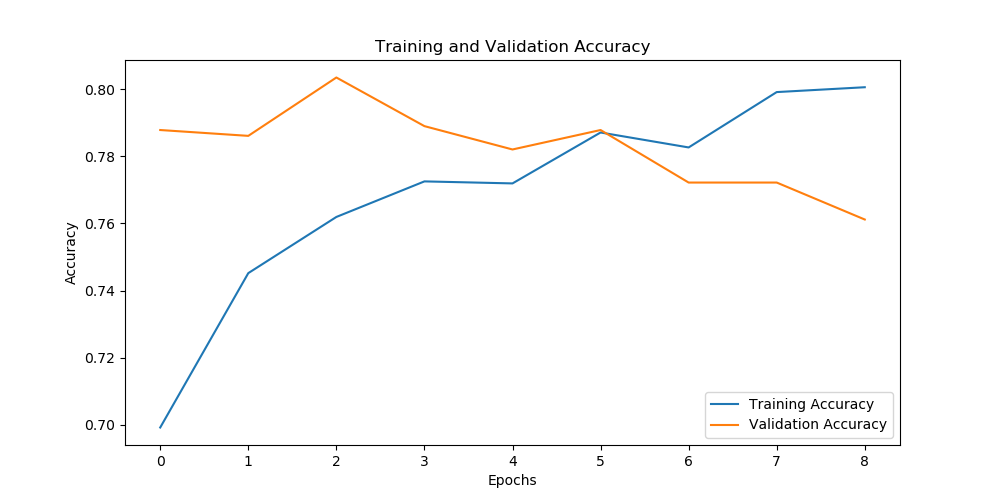 Training and Validation Accuracy
Accuracy
0.80
0.78
0.76
0.74
0.72
0.70
0 1 2 3 4 5 6 7 8
Epochs
Training Accuracy
Validation Accuracy